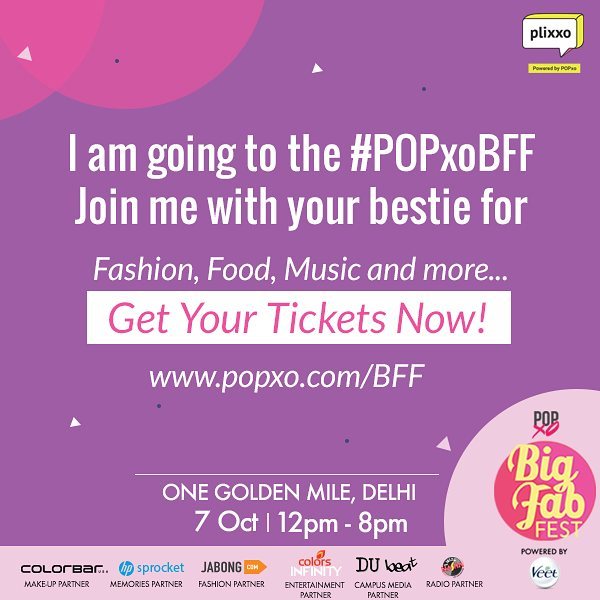 plixxo
Powered by POPxo
I am going to the #POPxoBFF
Join me with your bestie for
Fashion, Food, Music and more...
Get Your Tickets Now!
www.popxo.com/BFF
POP
xo
Big
Fab
FEST
POWERED BY
Veet
ONE GOLDEN MILE, DELHI
7 Oct | 12pm - 8pm
COLORBAR
MAKE-UP PARTNER
hp sprocket
MEMORIES PARTNER
JABONG.COM
FASHION PARTNER
colors
INFINITY
ENTERTAINMENT
PARTNER
DU beat
CAMPUS MEDIA
PARTNER
RADIO PARTNER